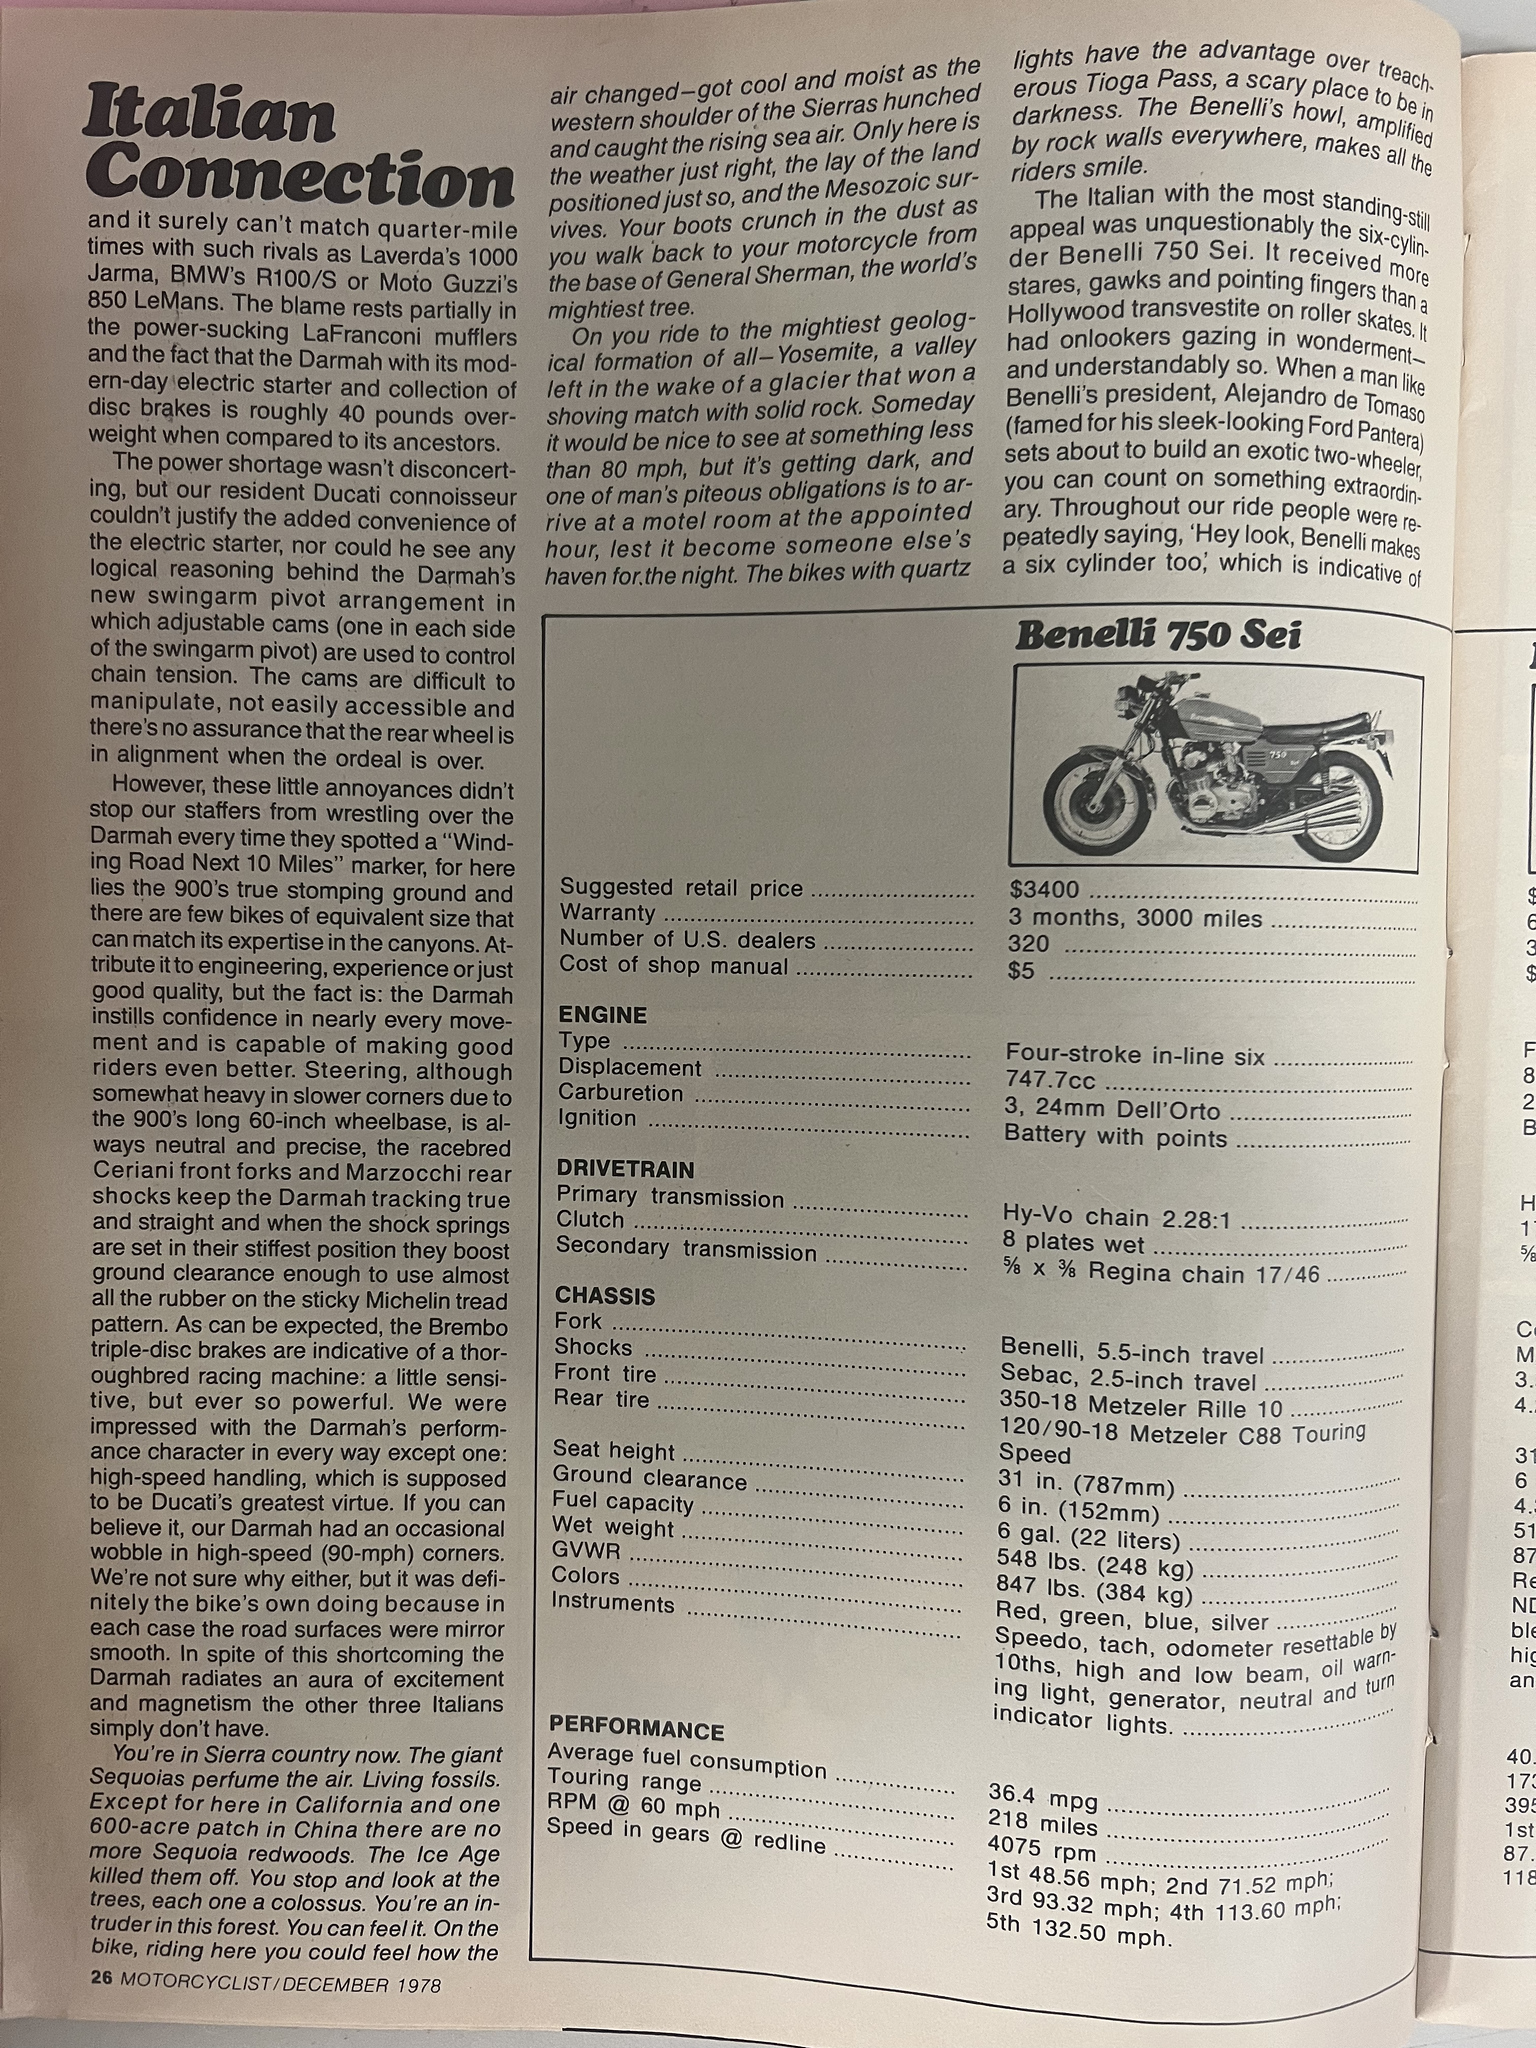 Italian
Connection
and it surely can't match quarter-mile
times with such rivals as Laverda's 1000
Jarma, BMW's R100/S or Moto Guzzi's
850 LeMans. The blame rests partially in
the power-sucking LaFranconi mufflers
and the fact that the Darmah with its mod-
ern-day electric starter and collection of
disc brakes is roughly 40 pounds over-
weight when compared to its ancestors.
The power shortage wasn't disconcert-
ing, but our resident Ducati connoisseur
couldn't justify the added convenience of
the electric starter, nor could he see any
logical reasoning behind the Darmah's
new swingarm pivot arrangement in
which adjustable cams (one in each side
of the swingarm pivot) are used to control
chain tension. The cams are difficult to
manipulate, not easily accessible and
there's no assurance that the rear wheel is
in alignment when the ordeal is over.
However, these little annoyances didn't
stop our staffers from wrestling over the
Darmah every time they spotted a "Wind-
ing Road Next 10 Miles" marker, for here
lies the 900's true stomping ground and
there are few bikes of equivalent size that
can match its expertise in the canyons. At-
tribute it to engineering, experience or just
good quality, but the fact is: the Darmah
instills confidence in nearly every move-
ment and is capable of making good
riders even better. Steering, although
somewhat heavy in slower corners due to
the 900's long 60-inch wheelbase, is al-
ways neutral and precise, the racebred
Ceriani front forks and Marzocchi rear
shocks keep the Darmah tracking true
and straight and when the shock springs
are set in their stiffest position they boost
ground clearance enough to use almost
all the rubber on the sticky Michelin tread
pattern. As can be expected, the Brembo
triple-disc brakes are indicative of a thor-
oughbred racing machine: a little sensi-
tive, but ever so powerful. We were
impressed with the Darmah's perform-
ance character in every way except one:
high-speed handling, which is supposed
to be Ducati's greatest virtue. If you can
believe it, our Darmah had an occasional
wobble in high-speed (90-mph) corners.
We're not sure why either, but it was defi-
nitely the bike's own doing because in
each case the road surfaces were mirror
smooth. In spite of this shortcoming the
Darmah radiates an aura of excitement
and magnetism the other three Italians
simply don't have.
You're in Sierra country now. The giant
Sequoias perfume the air. Living fossils.
Except for here in California and one
600-acre patch in China there are no
more Sequoia redwoods. The Ice Age
killed them off. You stop and look at the
trees, each one a colossus. You're an in-
truder in this forest. You can feel it. On the
bike, riding here you could feel how the
26 MOTORCYCLIST/DECEMBER 1978
air changed—got cool and moist as the
western shoulder of the Sierras hunched
and caught the rising sea air. Only here is
the weather just right, the lay of the land
positioned just so, and the Mesozoic sur-
vives. Your boots crunch in the dust as
you walk back to your motorcycle from
the base of General Sherman, the world's
mightiest tree.
On you ride to the mightiest geolog-
ical formation of all—Yosemite, a valley
left in the wake of a glacier that won a
shoving match with solid rock. Someday
it would be nice to see at something less
than 80 mph, but it's getting dark, and
one of man's piteous obligations is to ar-
rive at a motel room at the appointed
hour, lest it become someone else's
haven for the night. The bikes with quartz
lights have the advantage over treach-
erous Tioga Pass, a scary place to be in
darkness. The Benelli's howl, amplified
by rock walls everywhere, makes all the
riders smile.
The Italian with the most standing-still
appeal was unquestionably the six-cylin-
der Benelli 750 Sei. It received more
stares, gawks and pointing fingers than a
Hollywood transvestite on roller skates. It
had onlookers gazing in wonderment—
and understandably so. When a man like
Benelli's president, Alejandro de Tomaso
(famed for his sleek-looking Ford Pantera)
sets about to build an exotic two-wheeler,
you can count on something extraordin-
ary. Throughout our ride people were re-
peatedly saying, 'Hey look, Benelli makes
a six cylinder too,' which is indicative of
Benelli 750 Sei
750
Suggested retail price ... $3400
Warranty ... 3 months, 3000 miles
Number of U.S. dealers ... 320
Cost of shop manual ... $5
ENGINE
Type ... Four-stroke in-line six
Displacement ... 747.7cc
Carburetion ... 3, 24mm Dell'Orto
Ignition ... Battery with points
DRIVETRAIN
Primary transmission ... Hy-Vo chain 2.28:1
Clutch ... 8 plates wet
Secondary transmission ... ⅝ x ⅜ Regina chain 17/46
CHASSIS
Fork ... Benelli, 5.5-inch travel
Shocks ... Sebac, 2.5-inch travel
Front tire ... 350-18 Metzeler Rille 10
Rear tire ... 120/90-18 Metzeler C88 Touring
Speed
Seat height ... 31 in. (787mm)
Ground clearance ... 6 in. (152mm)
Fuel capacity ... 6 gal. (22 liters)
Wet weight ... 548 lbs. (248 kg)
GVWR ... 847 lbs. (384 kg)
Colors ... Red, green, blue, silver
Instruments ... Speedo, tach, odometer resettable by
10ths, high and low beam, oil warn-
ing light, generator, neutral and turn
indicator lights.
PERFORMANCE
Average fuel consumption ... 36.4 mpg
Touring range ... 218 miles
RPM @ 60 mph ... 4075 rpm
Speed in gears @ redline ... 1st 48.56 mph; 2nd 71.52 mph;
3rd 93.32 mph; 4th 113.60 mph;
5th 132.50 mph.